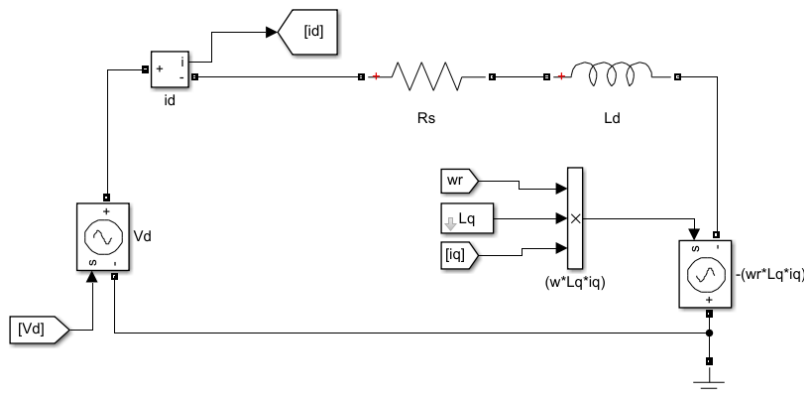 [id]
+
i
-
id
+
+
Rs
Ld
wr
Lq
[iq]
×
(w*Lq*iq)
+
s
-
Vd
s
-
+
-(wr*Lq*iq)
[Vd]